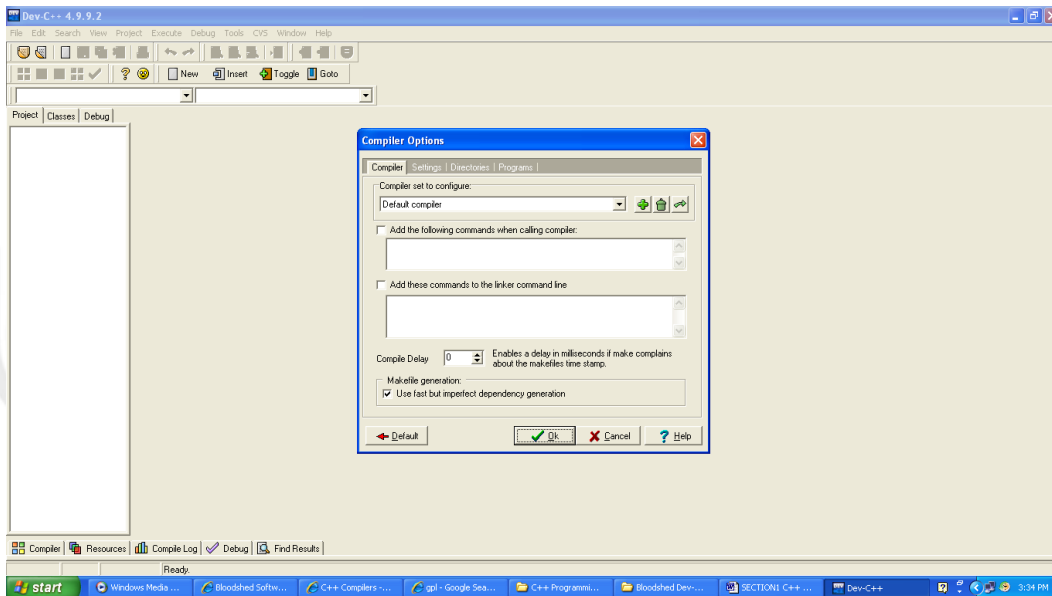 Dev-C++ 4.9.9.2
File Edit Search View Project Execute Debug Tools CVS Window Help
New Insert Toggle Goto
Project Classes Debug
Compiler Options
Compiler Settings Directories Programs
Compiler set to configure:
Default compiler
Add the following commands when calling compiler:
Add these commands to the linker command line
Compile Delay 0 Enables a delay in milliseconds if make complains
about the makefiles time stamp.
Makefile generation:
Use fast but imperfect dependency generation
Default Ok Cancel Help
Compiler Resources Compile Log Debug Find Results
Ready.
start Windows Media ... Bloodshed Softw... C++ Compilers -... gpl - Google Sea... C++ Programmi... Bloodshed Dev-... SECTION1 C++ ... Dev-C++ 3:34 PM